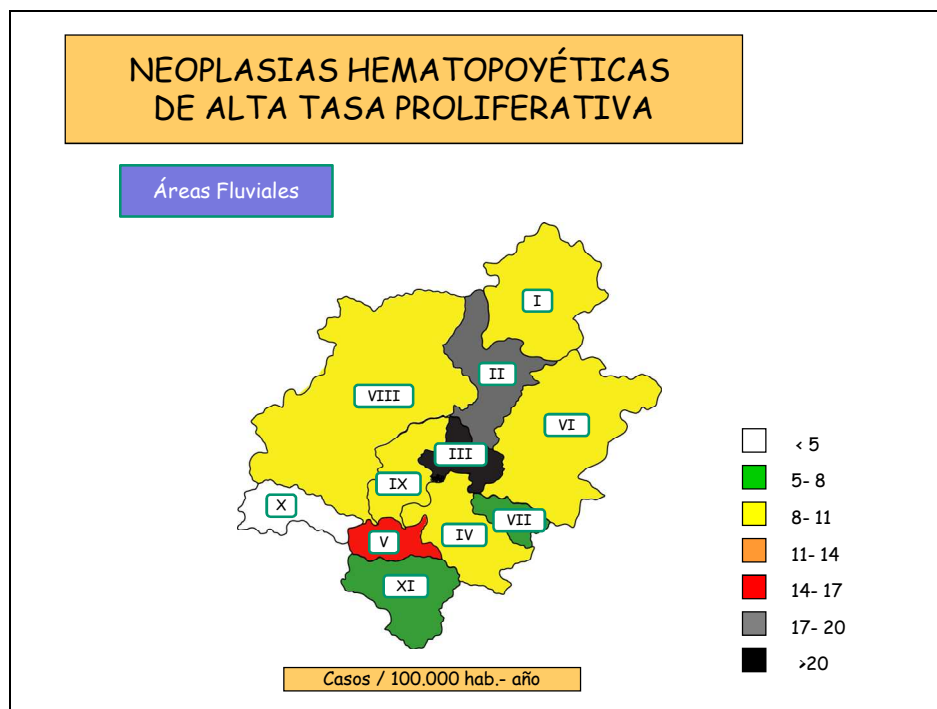 NEOPLASIAS HEMATOPOYÉTICAS
DE ALTA TASA PROLIFERATIVA
Áreas Fluviales
I
II
VIII
VI
III
IX
X
VII
IV
V
XI
< 5
5- 8
8- 11
11- 14
14- 17
17- 20
>20
Casos / 100.000 hab.- año